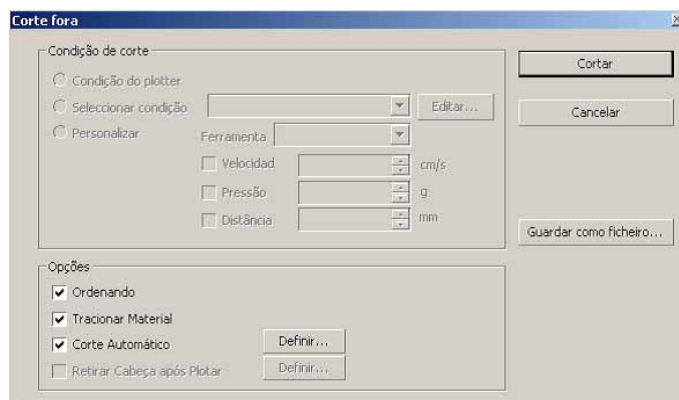 Corte fora
Condição de corte
Condição do plotter
Seleccionar condição
Editar...
Personalizar
Ferramenta
Velocidad
cm/s
Pressão
g
Distância
mm
Cortar
Cancelar
Guardar como ficheiro...
Opções
Ordenando
Tracionar Material
Corte Automático
Definir...
Retirar Cabeça após Plotar
Definir...